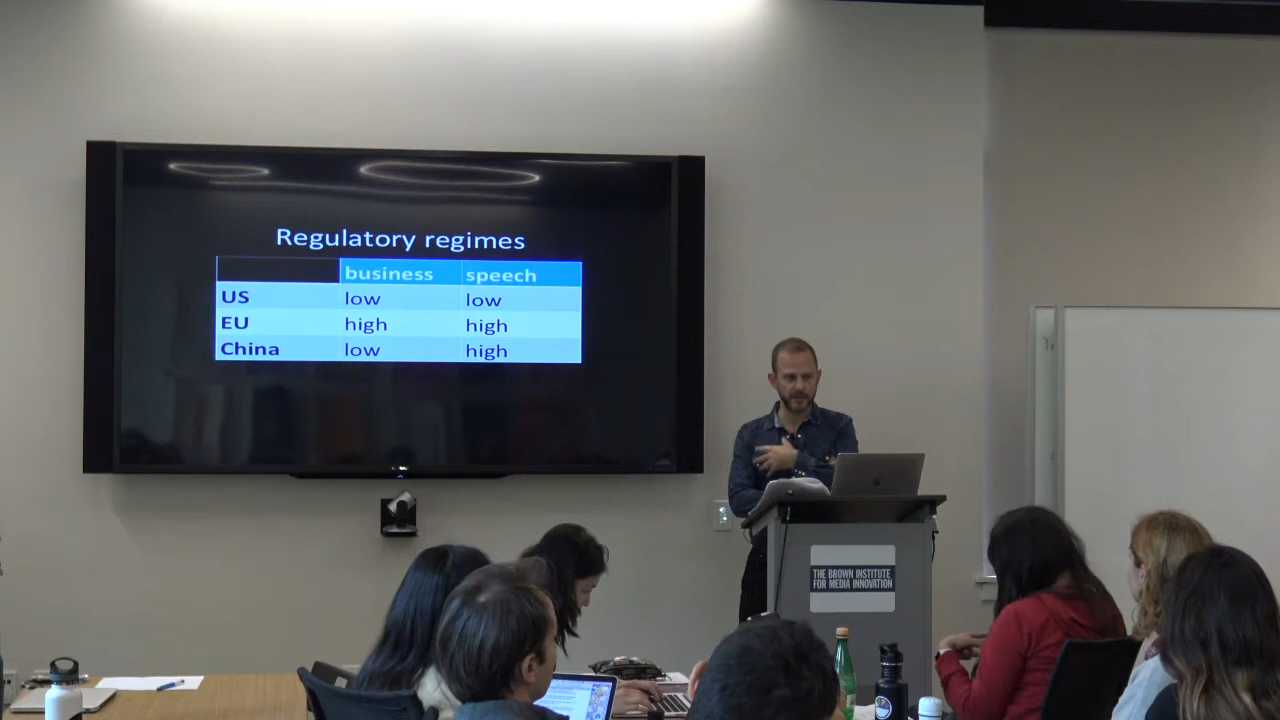 Regulatory regimes
business speech
US low low
EU high high
China low high
THE BROWN INSTITUTE
FOR MEDIA INNOVATION